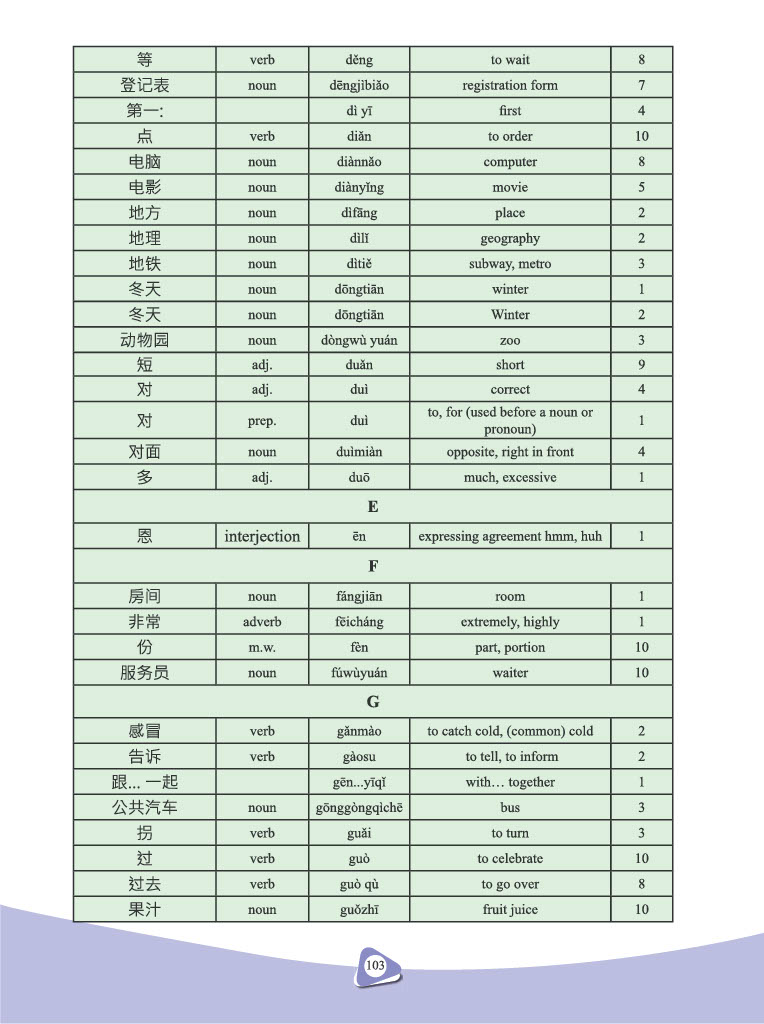 等 verb děng to wait 8
登记表 noun dēngjìbiǎo registration form 7
第一: dì yī first 4
点 verb diǎn to order 10
电脑 noun diànnǎo computer 8
电影 noun diànyǐng movie 5
地方 noun dìfāng place 2
地理 noun dìlǐ geography 2
地铁 noun dìtiě subway, metro 3
冬天 noun dōngtiān winter 1
冬天 noun dōngtiān Winter 2
动物园 noun dòngwù yuán zoo 3
短 adj. duǎn short 9
对 adj. duì correct 4
对 prep. duì to, for (used before a noun or
pronoun) 1
对面 noun duìmiàn opposite, right in front 4
多 adj. duō much, excessive 1
E
恩 interjection ēn expressing agreement hmm, huh 1
F
房间 noun fángjiān room 1
非常 adverb fēicháng extremely, highly 1
份 m.w. fèn part, portion 10
服务员 noun fúwùyuán waiter 10
G
感冒 verb gǎnmào to catch cold, (common) cold 2
告诉 verb gàosu to tell, to inform 2
跟... 一起 gēn...yīqǐ with… together 1
公共汽车 noun gōnggòngqìchē bus 3
拐 verb guǎi to turn 3
过 verb guò to celebrate 10
过去 verb guò qù to go over 8
果汁 noun guǒzhī fruit juice 10
103